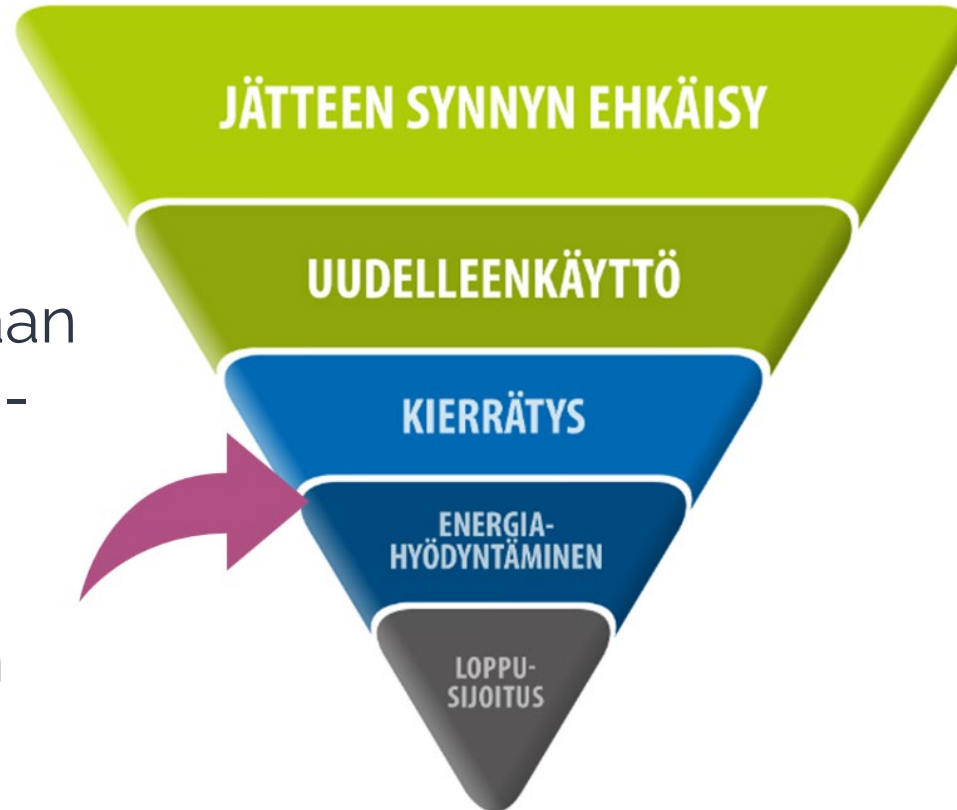 JÄTTEEN SYNNYN EHKÄISY
UUDELLEENKÄYTTÖ
KIERRÄTYS
ENERGIA-
HYÖDYNTÄMINEN
LOPPU-
SIJOITUS
-